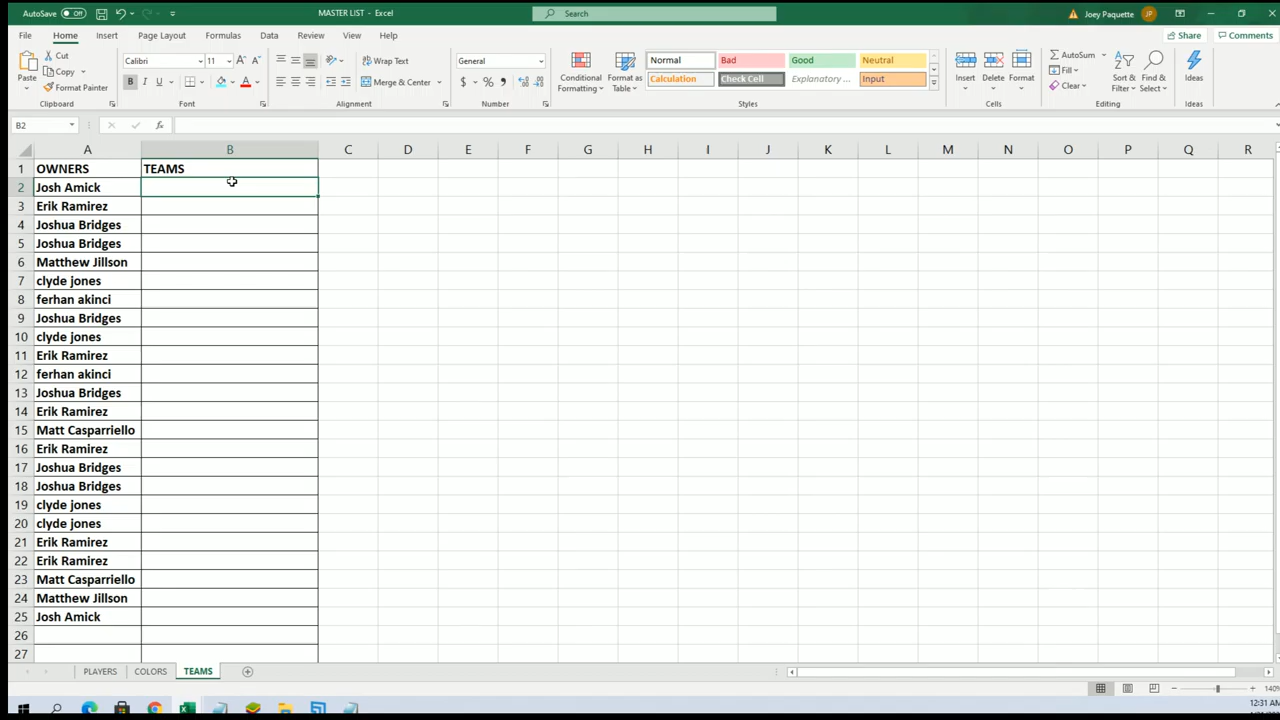 AutoSave Off MASTER LIST - Excel Search Joey Paquette JP
File Home Insert Page Layout Formulas Data Review View Help Share Comments
Cut Calibri 11 Wrap Text General Normal Bad Good Neutral AutoSum
Paste Copy Conditional Formatting Format as Table Calculation Check Cell Explanatory ... Input Insert Delete Format Fill Sort & Filter Find & Select Ideas
Format Painter Merge & Center Clear
Clipboard Font Alignment Number Styles Cells Editing Ideas
B2 fx
A B C D E F G H I J K L M N O P Q R
1 OWNERS TEAMS
2 Josh Amick
3 Erik Ramirez
4 Joshua Bridges
5 Joshua Bridges
6 Matthew Jillson
7 clyde jones
8 ferhan akinci
9 Joshua Bridges
10 clyde jones
11 Erik Ramirez
12 ferhan akinci
13 Joshua Bridges
14 Erik Ramirez
15 Matt Casparriello
16 Erik Ramirez
17 Joshua Bridges
18 Joshua Bridges
19 clyde jones
20 clyde jones
21 Erik Ramirez
22 Erik Ramirez
23 Matt Casparriello
24 Matthew Jillson
25 Josh Amick
26
27
PLAYERS COLORS TEAMS
140%
12:31 AM